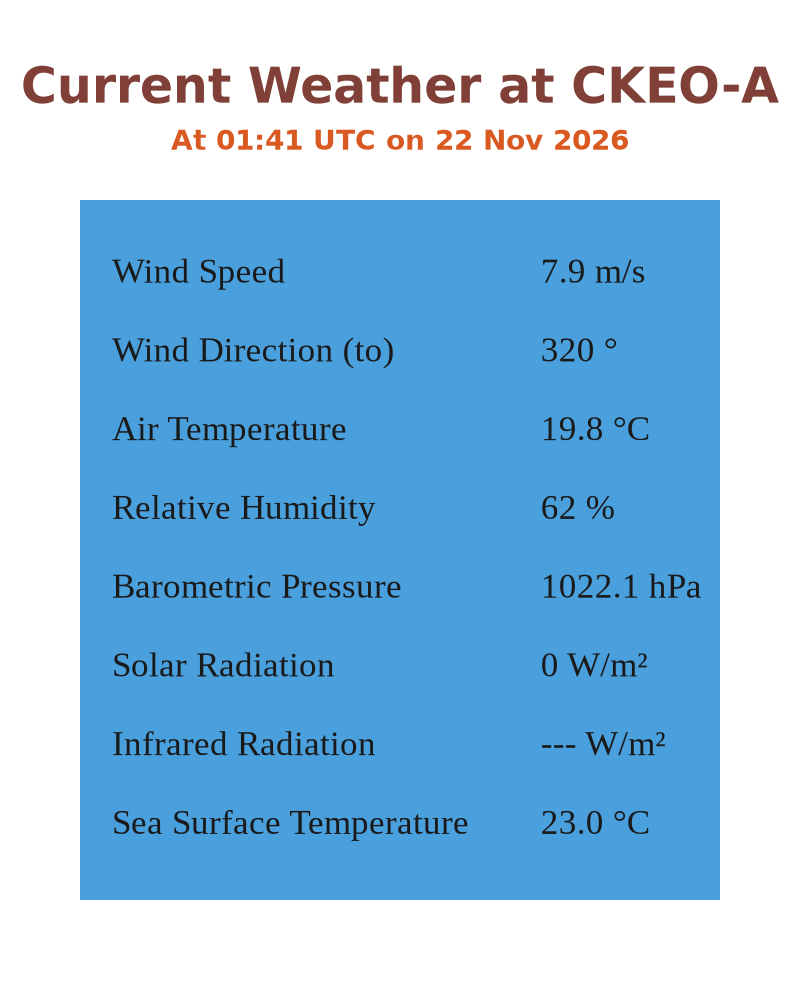 Current Weather at CKEO-A
At 01:41 UTC on 22 Nov 2026
Wind Speed 7.9 m/s
Wind Direction (to) 320 °
Air Temperature 19.8 °C
Relative Humidity 62 %
Barometric Pressure 1022.1 hPa
Solar Radiation 0 W/m²
Infrared Radiation --- W/m²
Sea Surface Temperature 23.0 °C